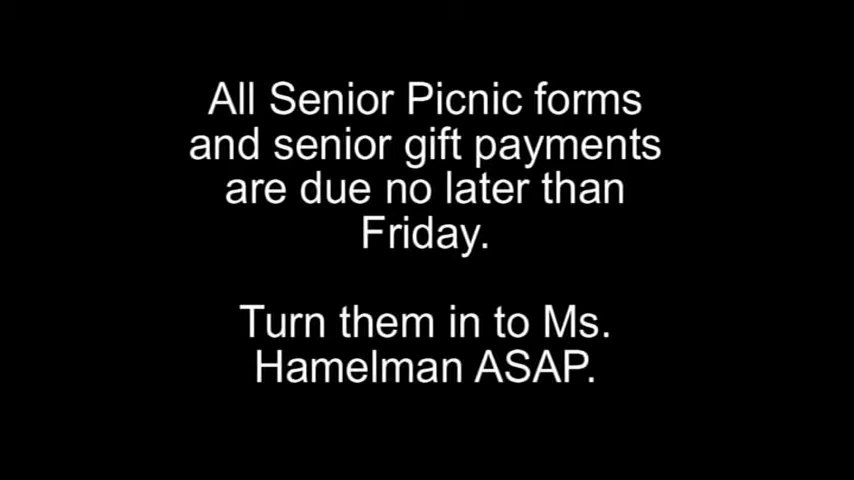 All Senior Picnic forms
and senior gift payments
are due no later than
Friday.
Turn them in to Ms.
Hamelman ASAP.